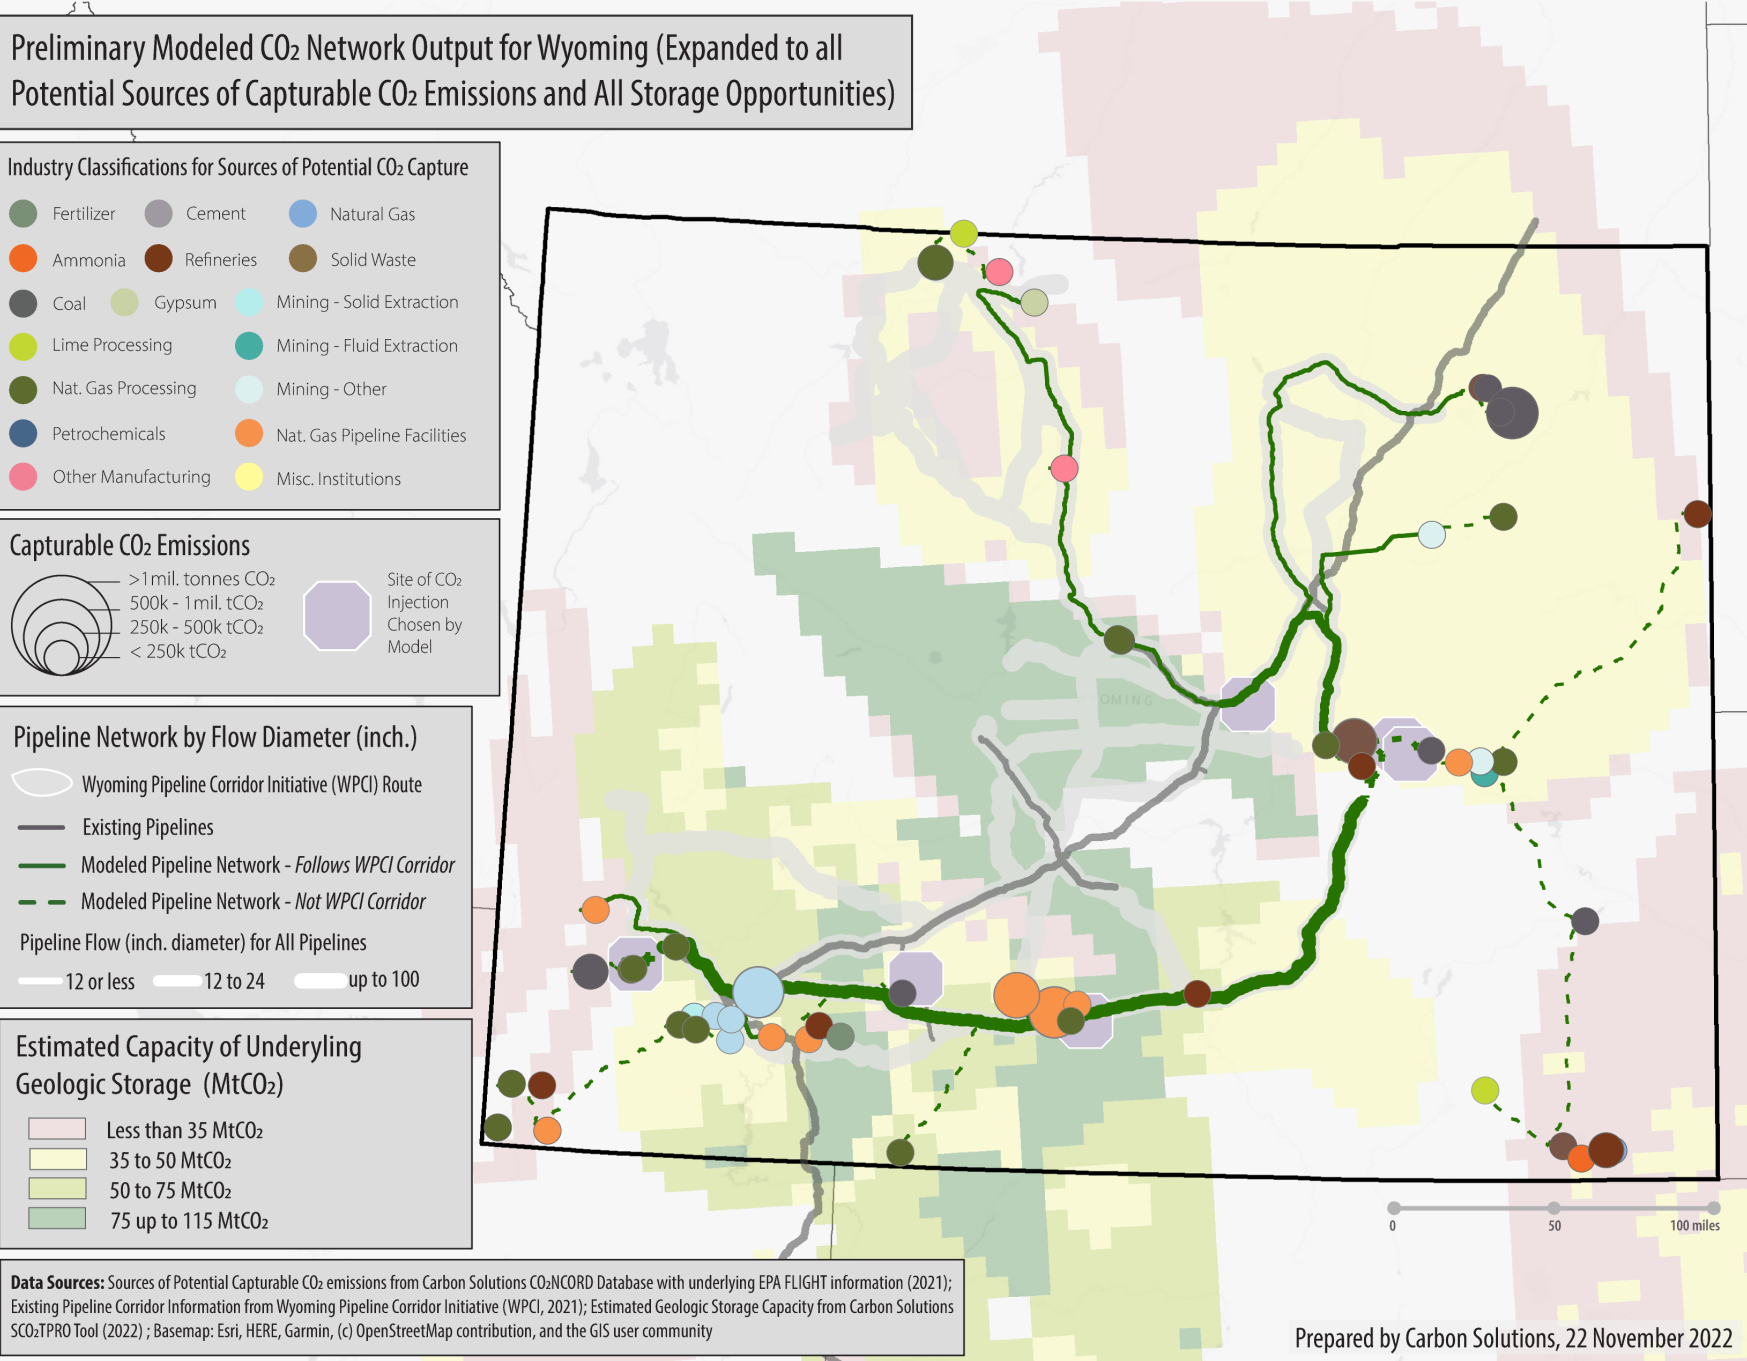 Preliminary Modeled CO₂ Network Output for Wyoming (Expanded to all
Potential Sources of Capturable CO₂ Emissions and All Storage Opportunities)
Industry Classifications for Sources of Potential CO₂ Capture
Fertilizer
Cement
Natural Gas
Ammonia
Refineries
Solid Waste
Coal
Gypsum
Mining - Solid Extraction
Lime Processing
Mining - Fluid Extraction
Nat. Gas Processing
Mining - Other
Petrochemicals
Nat. Gas Pipeline Facilities
Other Manufacturing
Misc. Institutions
Capturable CO₂ Emissions
>1mil. tonnes CO₂
500k - 1mil. tCO₂
250k - 500k tCO₂
< 250k tCO₂
Site of CO₂
Injection
Chosen by
Model
Pipeline Network by Flow Diameter (inch.)
Wyoming Pipeline Corridor Initiative (WPCI) Route
Existing Pipelines
Modeled Pipeline Network - Follows WPCI Corridor
Modeled Pipeline Network - Not WPCI Corridor
Pipeline Flow (inch. diameter) for All Pipelines
12 or less
12 to 24
up to 100
Estimated Capacity of Underyling
Geologic Storage (MtCO₂)
Less than 35 MtCO₂
35 to 50 MtCO₂
50 to 75 MtCO₂
75 up to 115 MtCO₂
OMING
0
50
100 miles
Data Sources: Sources of Potential Capturable CO₂ emissions from Carbon Solutions CO₂NCORD Database with underlying EPA FLIGHT information (2021);
Existing Pipeline Corridor Information from Wyoming Pipeline Corridor Initiative (WPCI, 2021); Estimated Geologic Storage Capacity from Carbon Solutions
SCO₂TPRO Tool (2022) ; Basemap: Esri, HERE, Garmin, (c) OpenStreetMap contribution, and the GIS user community
Prepared by Carbon Solutions, 22 November 2022